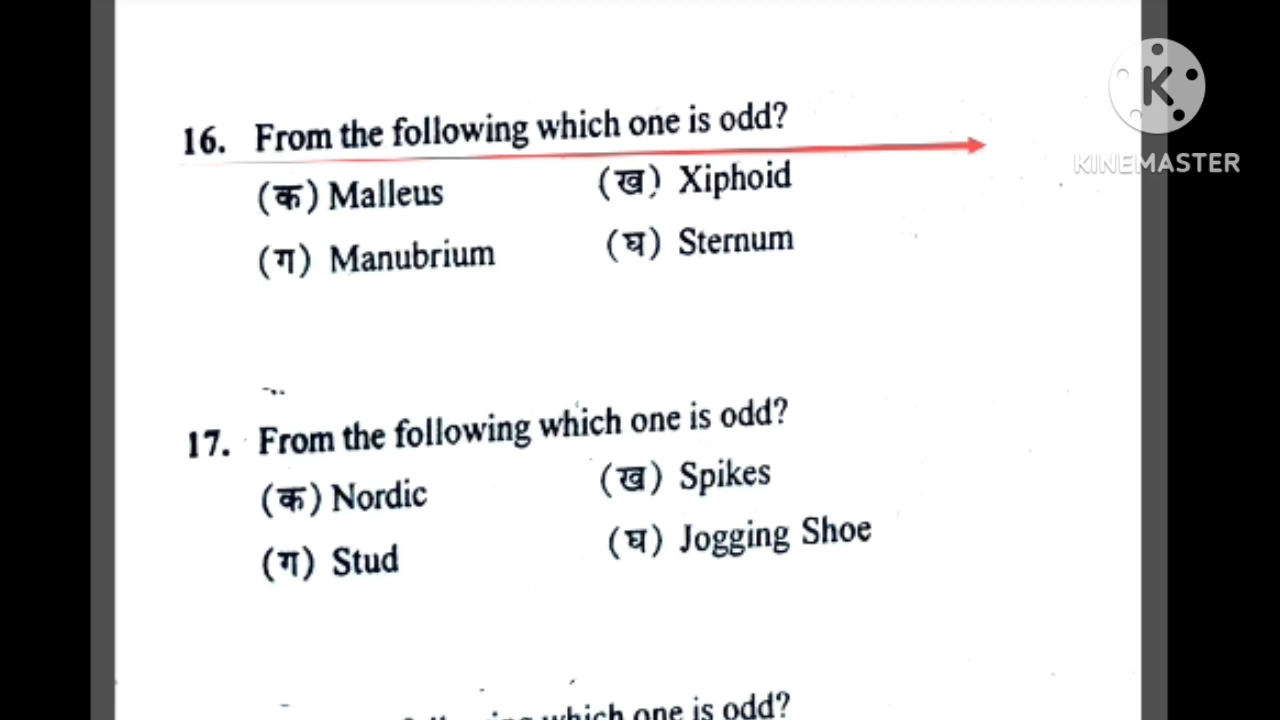 16. From the following which one is odd?
(क) Malleus (ख) Xiphoid
(ग) Manubrium (घ) Sternum
17. From the following which one is odd?
(क) Nordic (ख) Spikes
(ग) Stud (घ) Jogging Shoe
which one is odd?
K
KINEMASTER